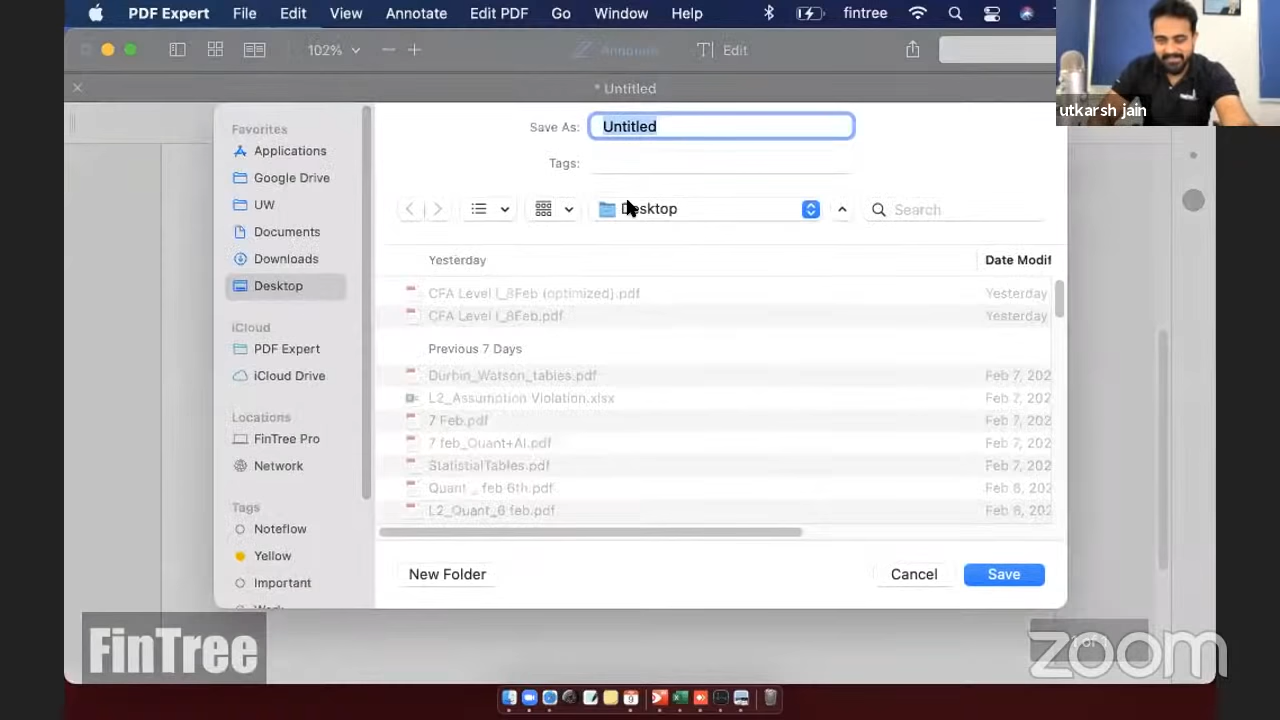 PDF Expert File Edit View Annotate Edit PDF Go Window Help fintree
102% Annotate Edit
* Untitled
utkarsh jain
Favorites
Applications
Google Drive
UW
Documents
Downloads
Desktop
iCloud
PDF Expert
iCloud Drive
Locations
FinTree Pro
Network
Tags
Noteflow
Yellow
Important
Work
Save As: Untitled
Tags:
Desktop
Search
Yesterday Date Modif
CFA Level I_8Feb (optimized).pdf Yesterday
CFA Level I_8Feb.pdf Yesterday
Previous 7 Days
Durbin_Watson_tables.pdf Feb 7, 202
L2_Assumption Violation.xlsx Feb 7, 202
7 Feb.pdf Feb 7, 202
7 feb_Quant+AI.pdf Feb 7, 202
StatistialTables.pdf Feb 7, 202
Quant _ feb 6th.pdf Feb 6, 202
L2_Quant_6 feb.pdf Feb 6, 202
New Folder Cancel Save
FinTree
1 of 1
zoom